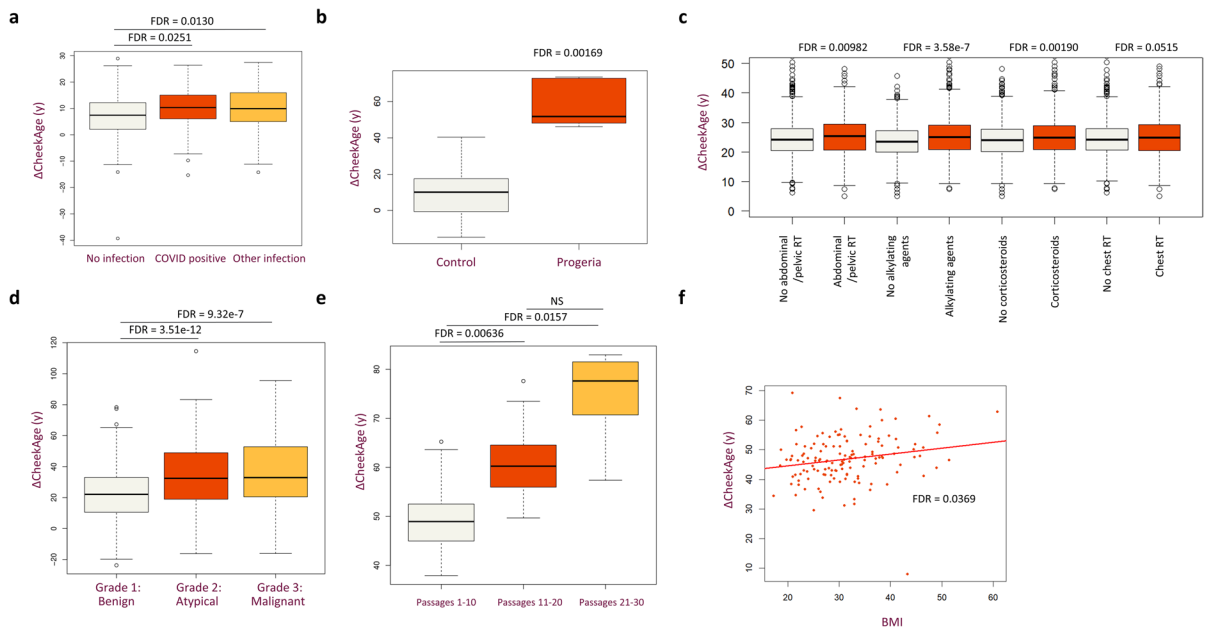 a
FDR = 0.0130
FDR = 0.0251
ΔCheekAge (y)
30
20
10
0
−10
−20
−30
−40
No infection
COVID positive
Other infection
b
FDR = 0.00169
ΔCheekAge (y)
60
40
20
0
Control
Progeria
c
FDR = 0.00982
FDR = 3.58e-7
FDR = 0.00190
FDR = 0.0515
ΔCheekAge (y)
50
40
30
20
10
0
No abdominal
/pelvic RT
Abdominal
/pelvic RT
No alkylating
agents
Alkylating agents
No corticosteroids
Corticosteroids
No chest RT
Chest RT
d
FDR = 9.32e-7
FDR = 3.51e-12
ΔCheekAge (y)
120
100
80
60
40
20
0
−20
Grade 1:
Benign
Grade 2:
Atypical
Grade 3:
Malignant
e
NS
FDR = 0.0157
FDR = 0.00636
ΔCheekAge (y)
80
70
60
50
40
Passages 1-10
Passages 11-20
Passages 21-30
f
ΔCheekAge (y)
70
60
50
40
30
20
10
FDR = 0.0369
20
30
40
50
60
BMI